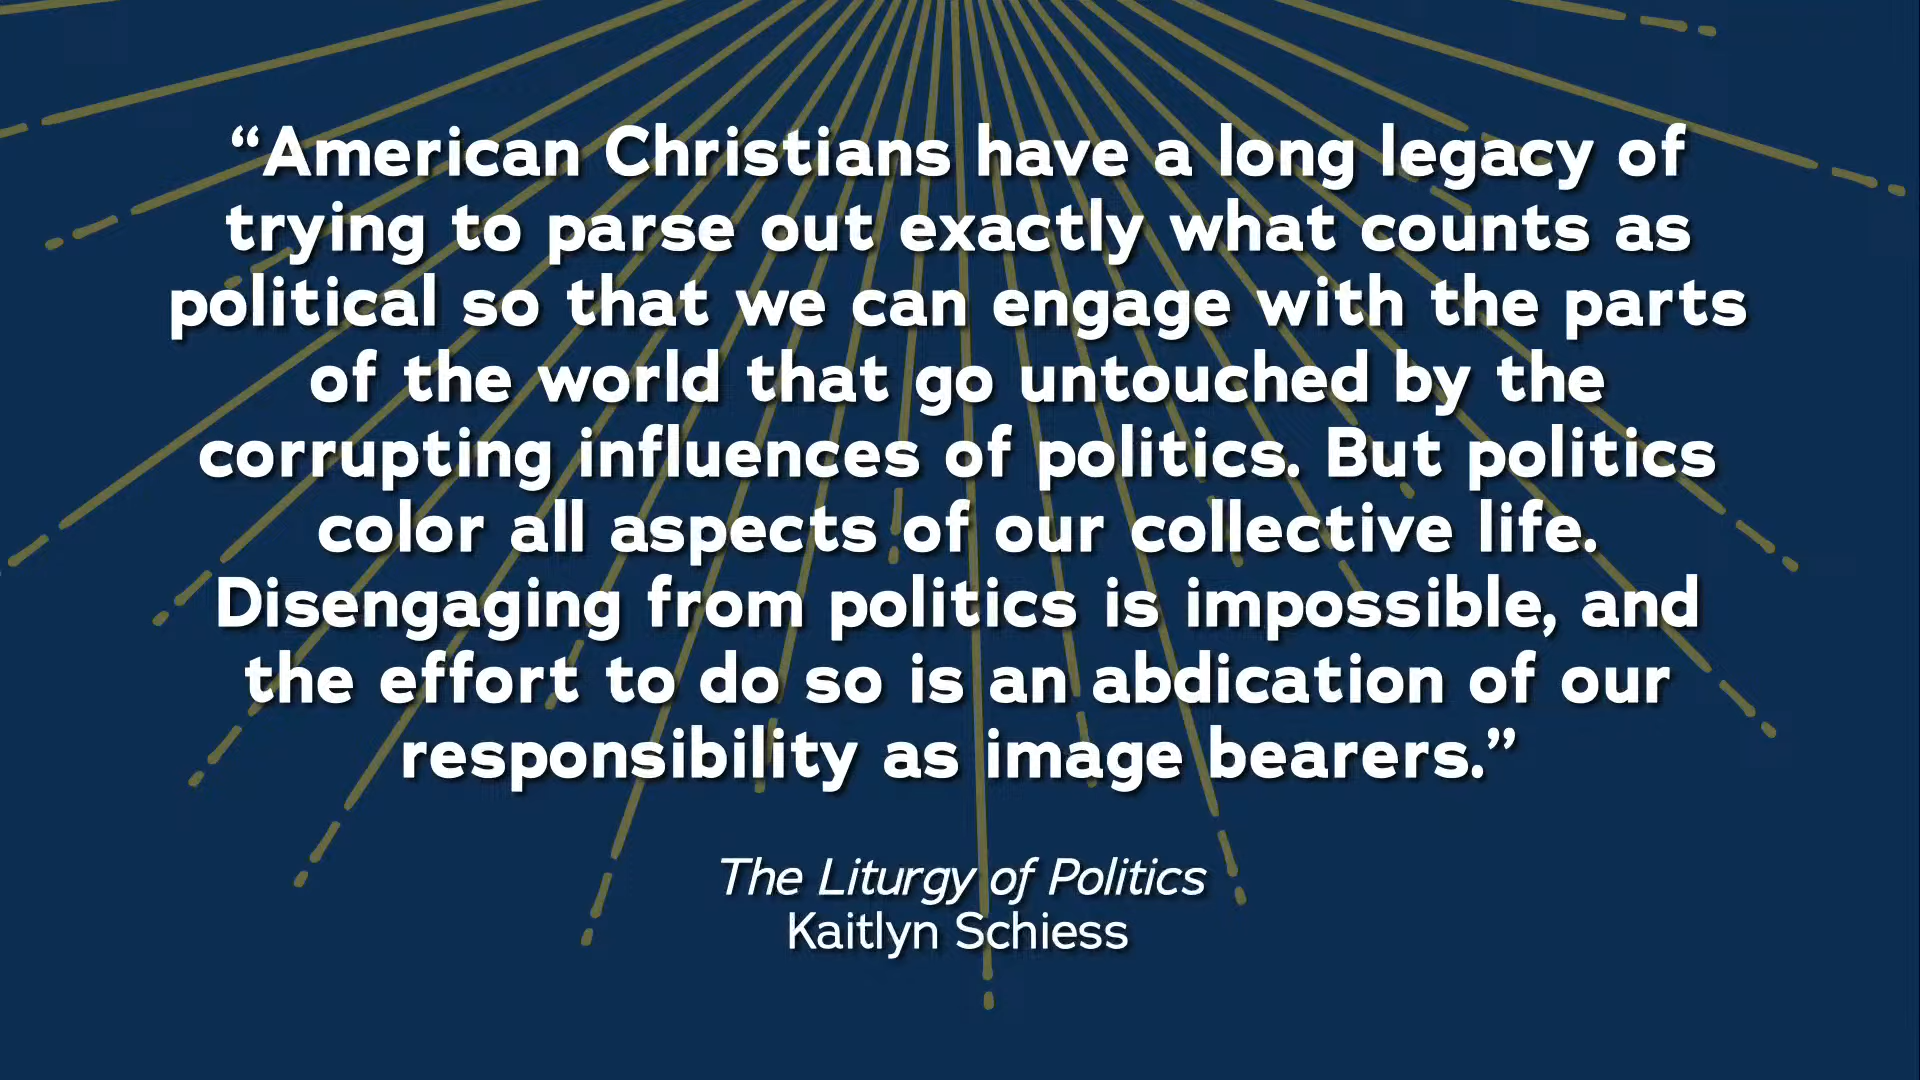 “American Christians have a long legacy of
trying to parse out exactly what counts as
political so that we can engage with the parts
of the world that go untouched by the
corrupting influences of politics. But politics
color all aspects of our collective life.
Disengaging from politics is impossible, and
the effort to do so is an abdication of our
responsibility as image bearers.”
The Liturgy of Politics
Kaitlyn Schiess